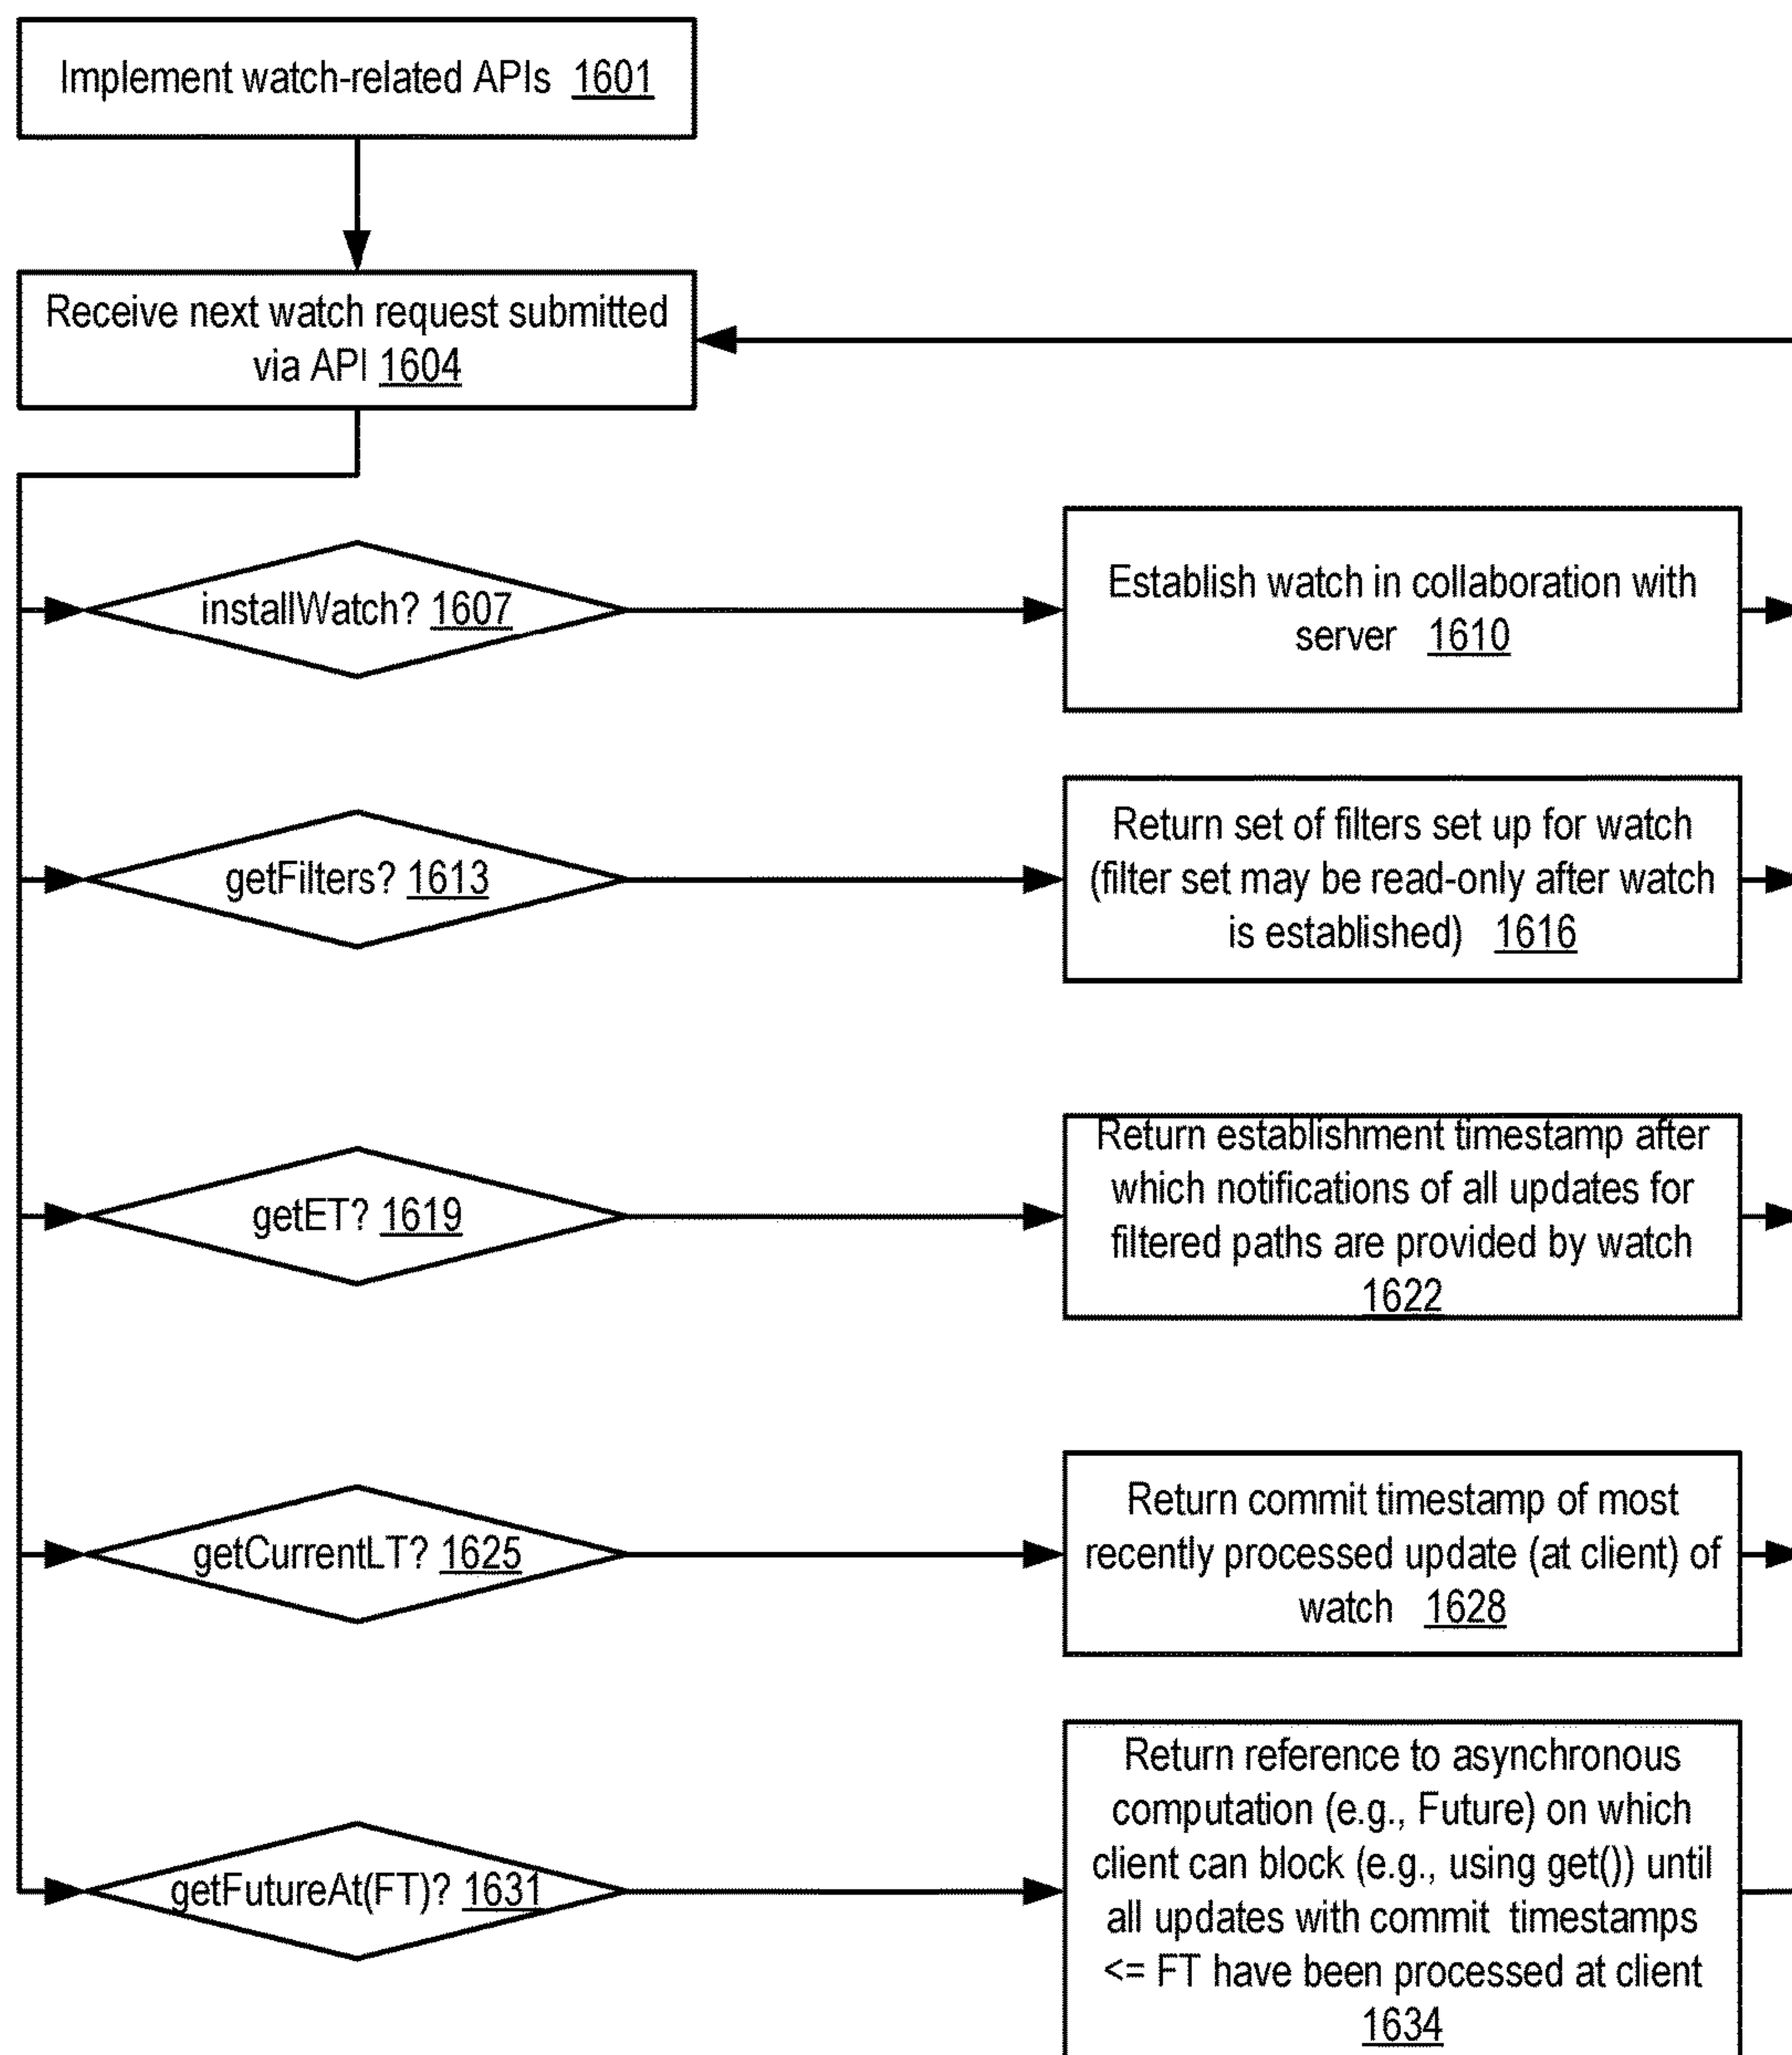 Implement watch-related APIs 1601
Receive next watch request submitted
via API 1604
installWatch? 1607
Establish watch in collaboration with
server 1610
getFilters? 1613
Return set of filters set up for watch
(filter set may be read-only after watch
is established) 1616
getET? 1619
Return establishment timestamp after
which notifications of all updates for
filtered paths are provided by watch
1622
getCurrentLT? 1625
Return commit timestamp of most
recently processed update (at client) of
watch 1628
getFutureAt(FT)? 1631
Return reference to asynchronous
computation (e.g., Future) on which
client can block (e.g., using get()) until
all updates with commit timestamps
<= FT have been processed at client
1634